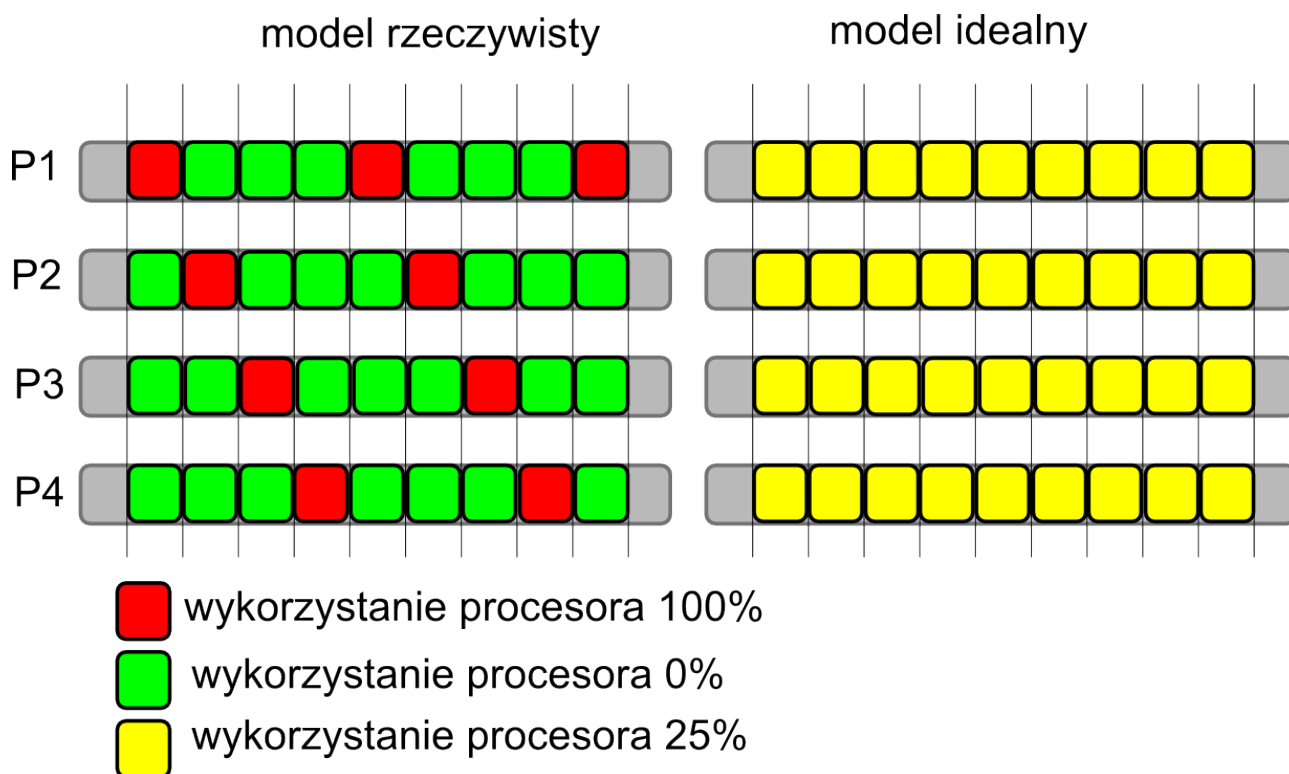 model rzeczywisty
model idealny
P1
P2
P3
P4
wykorzystanie procesora 100%
wykorzystanie procesora 0%
wykorzystanie procesora 25%